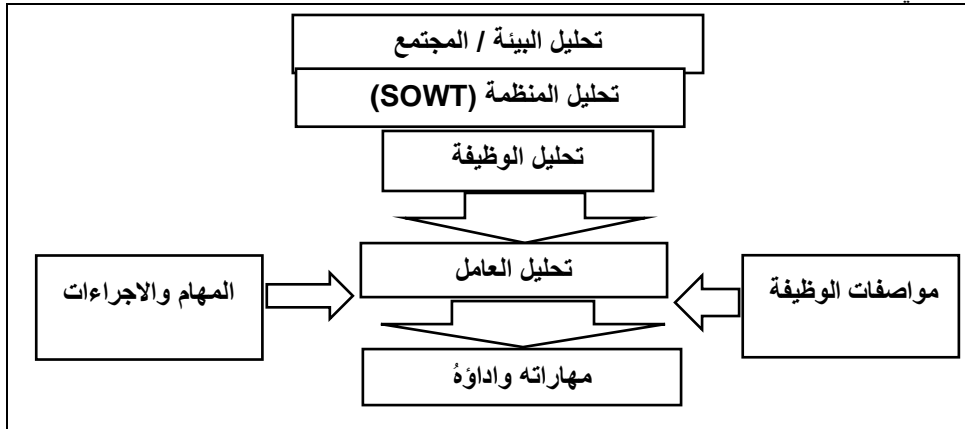 تحليل البيئة / المجتمع
تحليل المنظمة (SOWT)
تحليل الوظيفة
تحليل العامل
المهام والاجراءات
مواصفات الوظيفة
مهاراته واداؤهُ